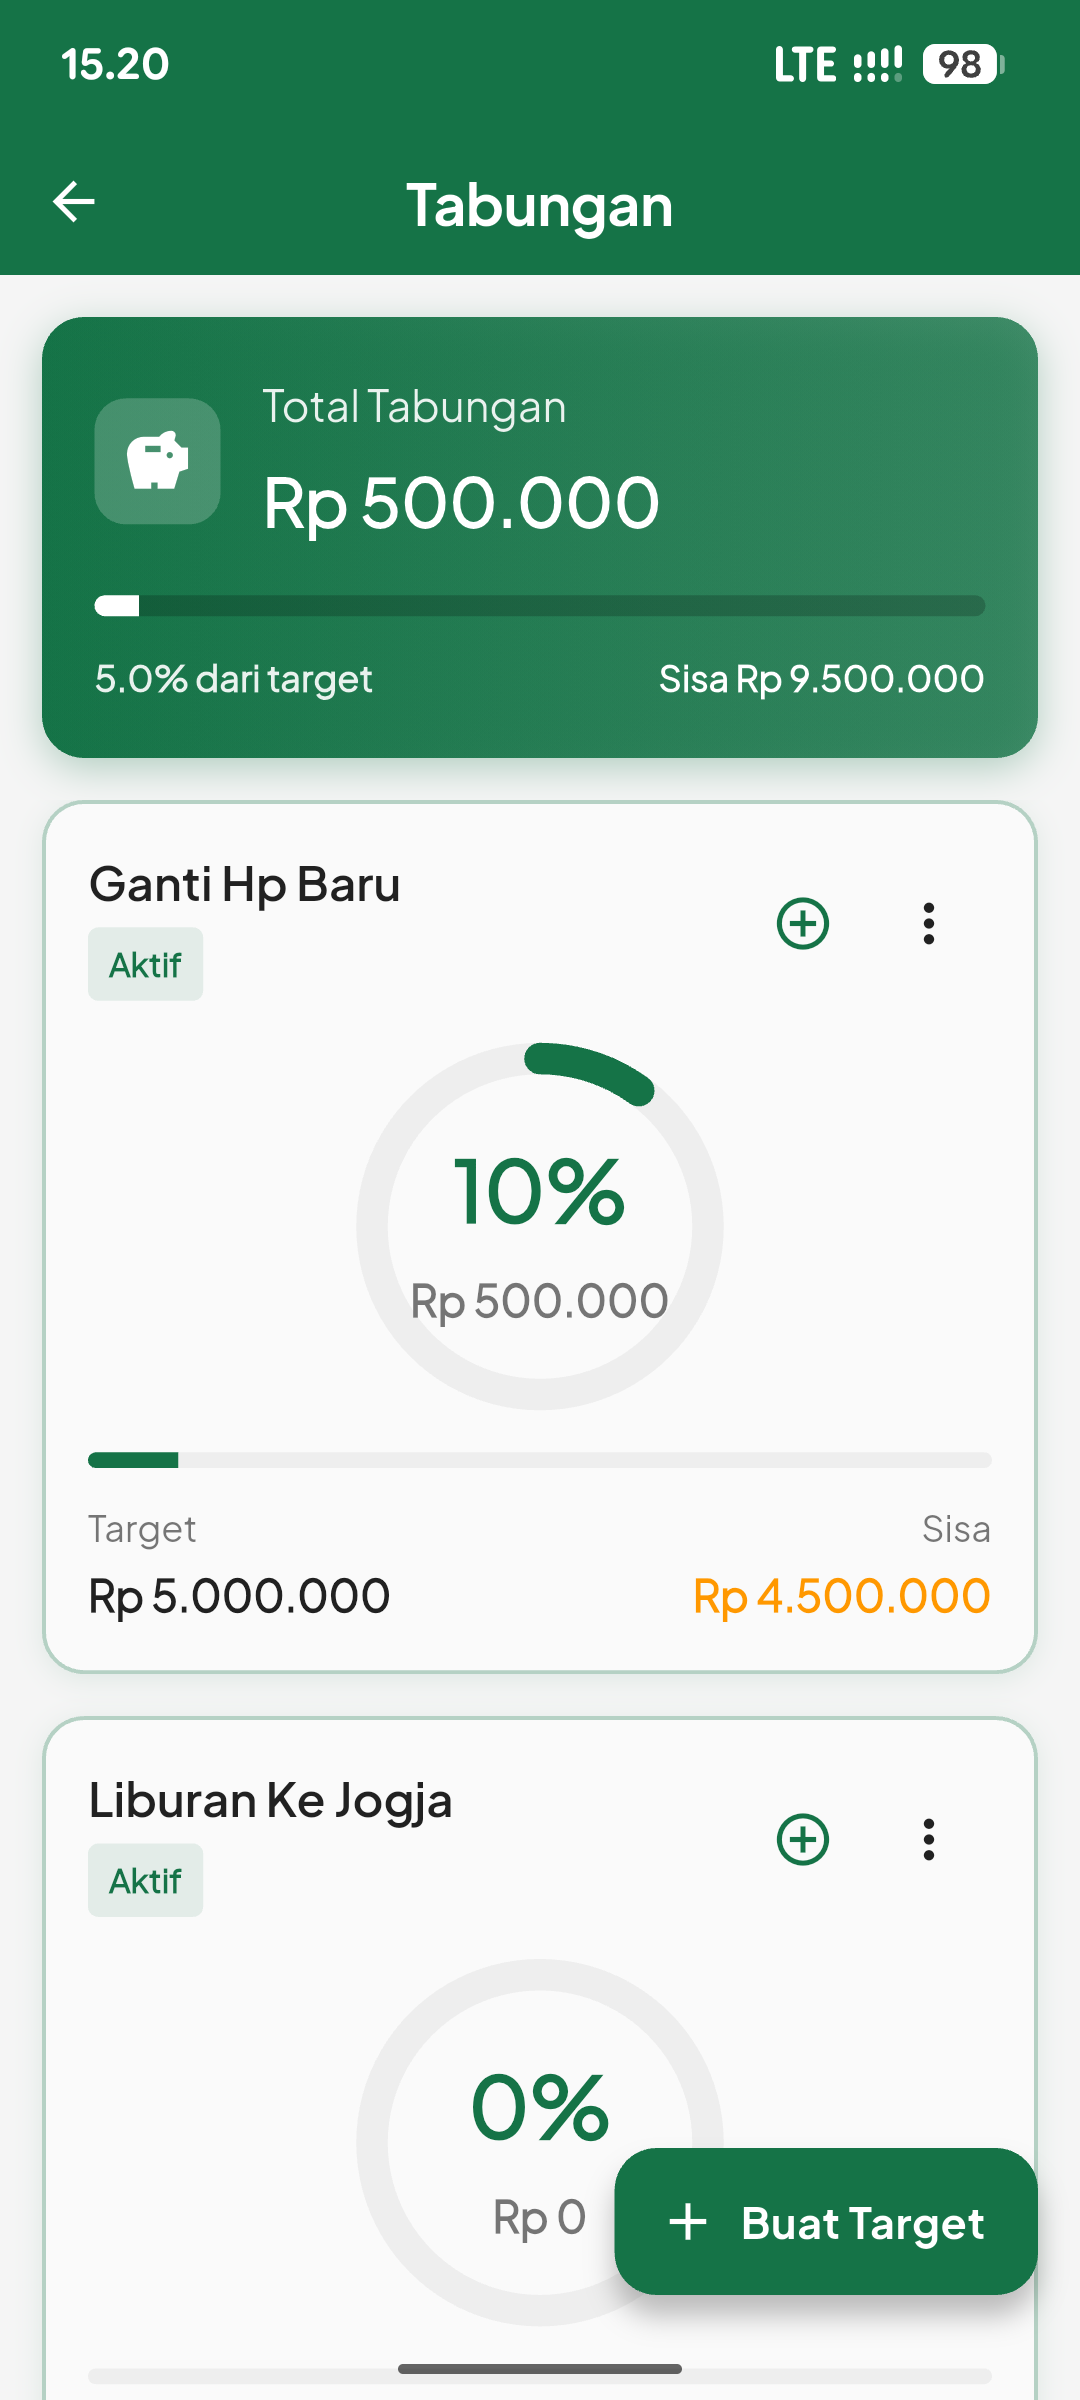 15.20
LTE 98
Tabungan
Total Tabungan
Rp 500.000
5.0% dari target
Sisa Rp 9.500.000
Ganti Hp Baru
Aktif
10%
Rp 500.000
Target
Sisa
Rp 5.000.000
Rp 4.500.000
Liburan Ke Jogja
Aktif
0%
Rp 0
Buat Target